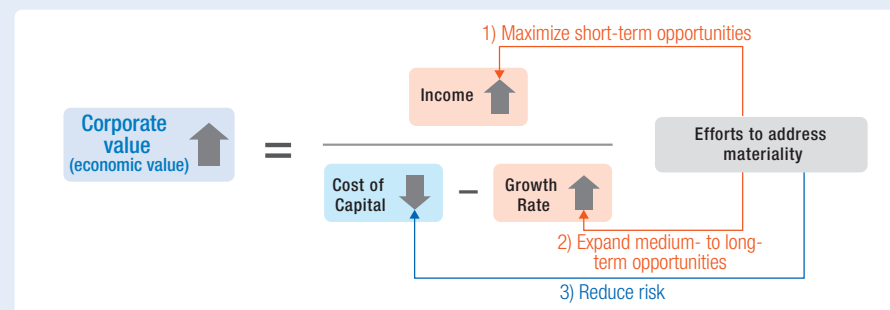 1) Maximize short-term opportunities
Income
Corporate
value
(economic value)
=
Efforts to address
materiality
Cost of
Capital
–
Growth
Rate
2) Expand medium- to long-
term opportunities
3) Reduce risk